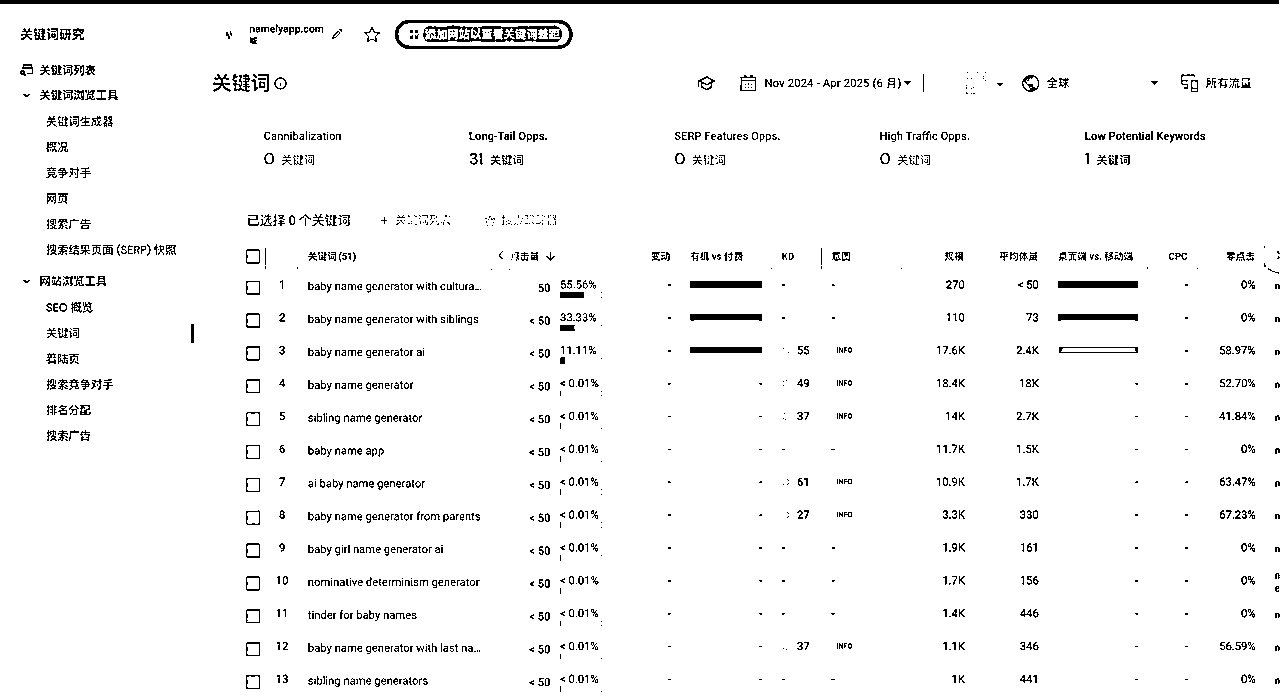 关键词研究
namelyapp.com
添加网站以查看关键词差距
关键词列表
关键词
Nov 2024 - Apr 2025 (6 月)
全球
所有流量
关键词浏览工具
关键词生成器
概况
竞争对手
网页
搜索广告
搜索结果页面 (SERP) 快照
网站浏览工具
SEO 概览
关键词
着陆页
搜索竞争对手
排名分配
搜索广告
Cannibalization
0 关键词
Long-Tail Opps.
31 关键词
SERP Features Opps.
0 关键词
High Traffic Opps.
0 关键词
Low Potential Keywords
1 关键词
已选择 0 个关键词 + 关键词列表
关键词 (51) 点击量 变动 有机 vs 付费 KD 意图 规模 平均体量 桌面端 vs. 移动端 CPC 零点击
1 baby name generator with cultura... 50 55.56% - - - 270 < 50 - 0%
2 baby name generator with siblings < 50 33.33% - - - 110 73 - 0%
3 baby name generator ai < 50 11.11% - 55 INFO 17.6K 2.4K - 58.97%
4 baby name generator < 50 < 0.01% - - 49 INFO 18.4K 18K - - 52.70%
5 sibling name generator < 50 < 0.01% - - 37 INFO 14K 2.7K - - 41.84%
6 baby name app < 50 < 0.01% - - - - 11.7K 1.5K - - 0%
7 ai baby name generator < 50 < 0.01% - - 61 INFO 10.9K 1.7K - - 63.47%
8 baby name generator from parents < 50 < 0.01% - - 27 INFO 3.3K 330 - - 67.23%
9 baby girl name generator ai < 50 < 0.01% - - - - 1.9K 161 - - 0%
10 nominative determinism generator < 50 < 0.01% - - - - 1.7K 156 - - 0%
11 tinder for baby names < 50 < 0.01% - - - - 1.4K 446 - - 0%
12 baby name generator with last na... < 50 < 0.01% - - 37 INFO 1.1K 346 - - 56.59%
13 sibling name generators < 50 < 0.01% - - - - 1K 441 - - 0%